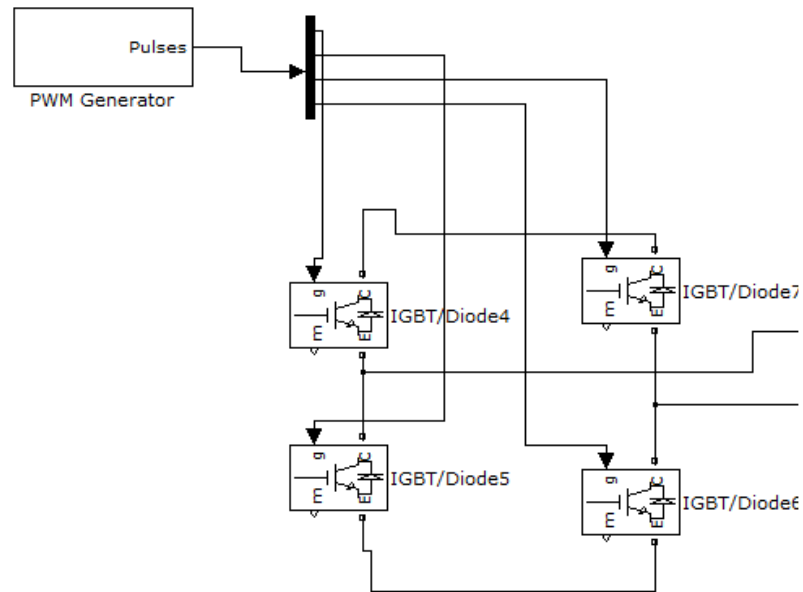 Pulses
PWM Generator
g
C
m
E
IGBT/Diode4
g
C
m
E
IGBT/Diode7
g
C
m
E
IGBT/Diode5
g
C
m
E
IGBT/Diode6